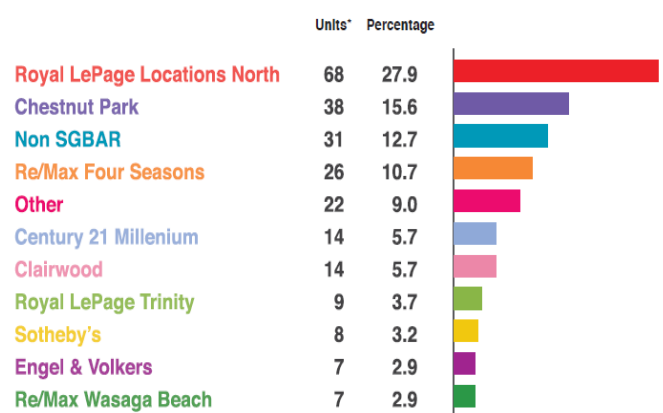 Units* Percentage
Royal LePage Locations North 68 27.9
Chestnut Park 38 15.6
Non SGBAR 31 12.7
Re/Max Four Seasons 26 10.7
Other 22 9.0
Century 21 Millenium 14 5.7
Clairwood 14 5.7
Royal LePage Trinity 9 3.7
Sotheby's 8 3.2
Engel & Volkers 7 2.9
Re/Max Wasaga Beach 7 2.9